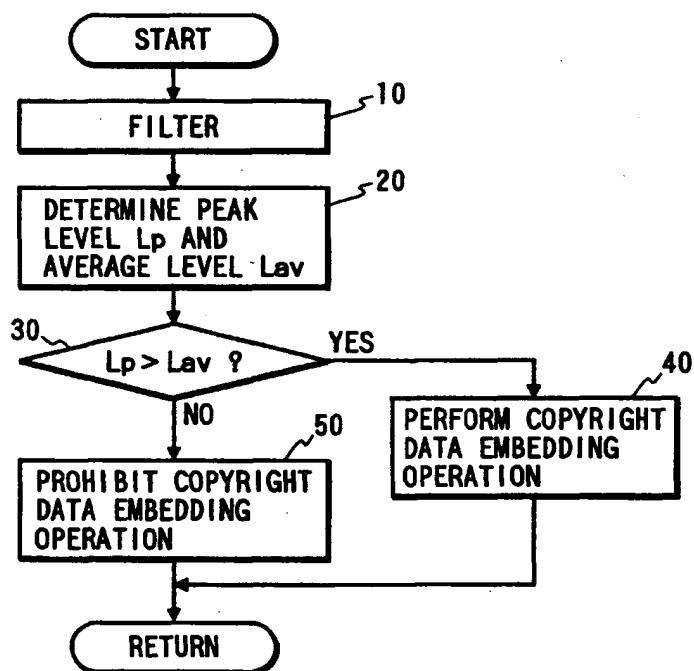 START
10
FILTER
20
DETERMINE PEAK
LEVEL Lp AND
AVERAGE LEVEL Lav
30
Lp > Lav ?
YES
NO
40
PERFORM COPYRIGHT
DATA EMBEDDING
OPERATION
50
PROHIBIT COPYRIGHT
DATA EMBEDDING
OPERATION
RETURN